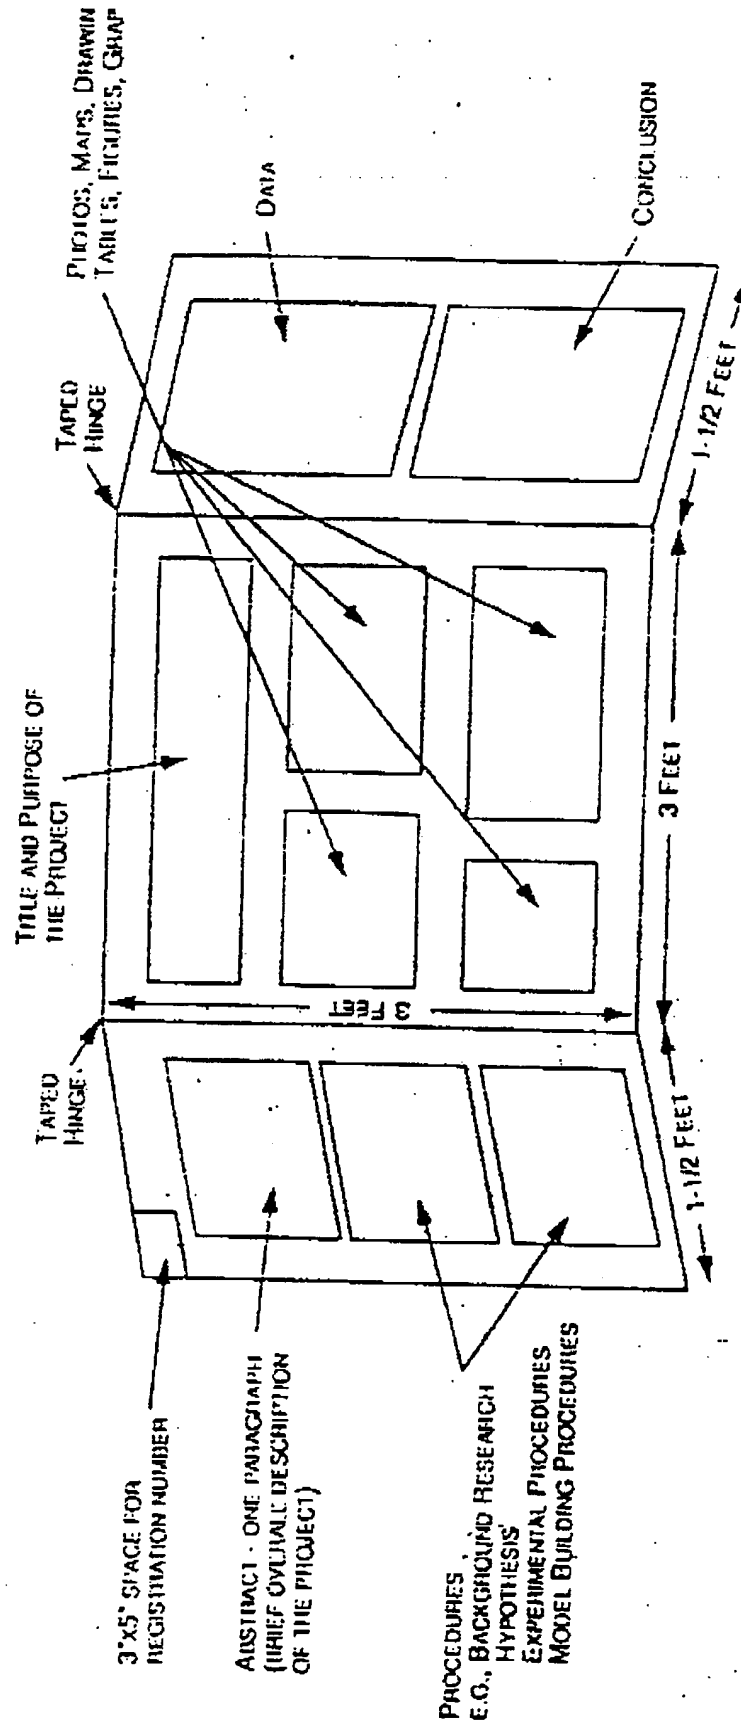 3"X5" SPACE FOR
REGISTRATION NUMBER
ABSTRACT - ONE PARAGRAPH
(BRIEF OVERALL DESCRIPTION
OF THE PROJECT)
PROCEDURES
E.G., BACKGROUND RESEARCH
HYPOTHESIS
EXPERIMENTAL PROCEDURES
MODEL BUILDING PROCEDURES
TAPED
HINGE
TITLE AND PURPOSE OF
THE PROJECT
TAPED
HINGE
PHOTOS, MAPS, DRAWIN
TABLES, FIGURES, GRAP
DATA
CONCLUSION
3 FEET
1-1/2 FEET
3 FEET
1-1/2 FEET